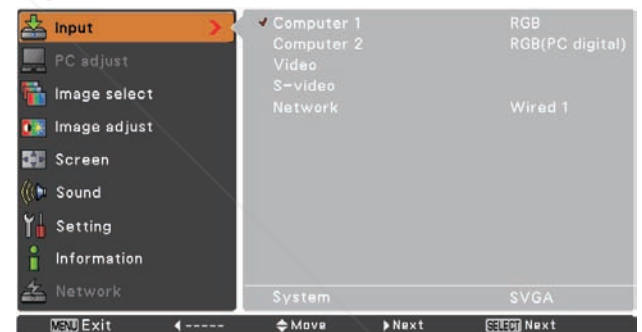 Input
PC adjust
Image select
Image adjust
Screen
Sound
Setting
Information
Network
Computer 1 RGB
Computer 2 RGB(PC digital)
Video
S-video
Network Wired 1
System SVGA
MENU Exit ◀----- Move ▶Next SELECT Next